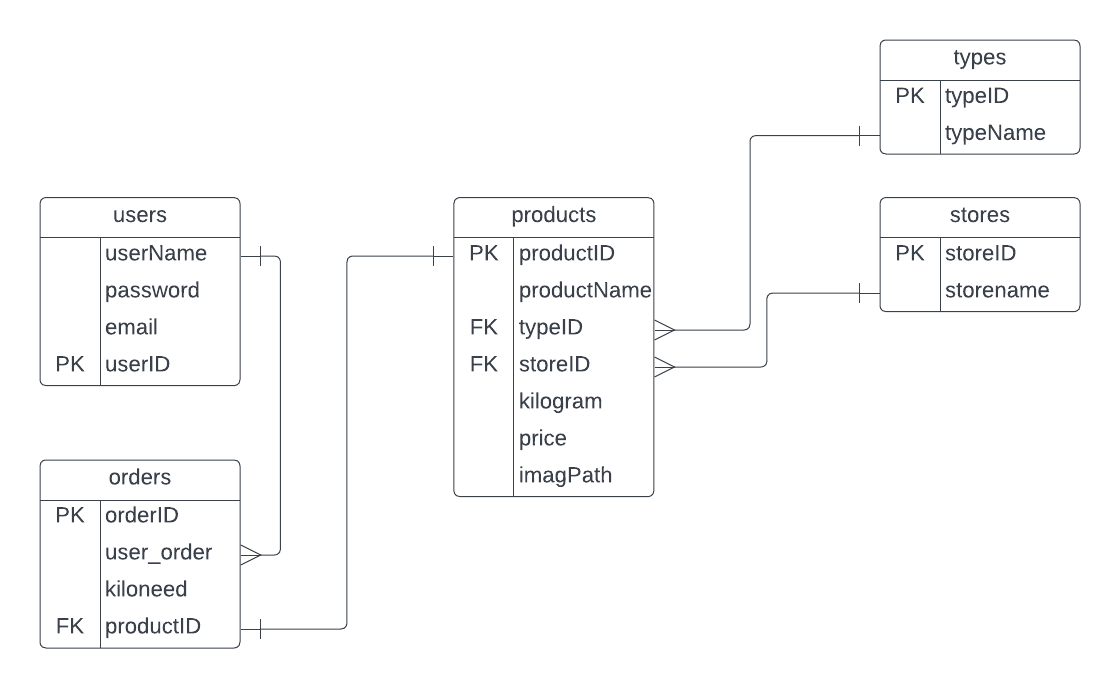 types
PK typeID
typeName
users
userName
password
email
PK userID
products
PK productID
productName
FK typeID
FK storeID
kilogram
price
imagPath
stores
PK storeID
storename
orders
PK orderID
user_order
kiloneed
FK productID